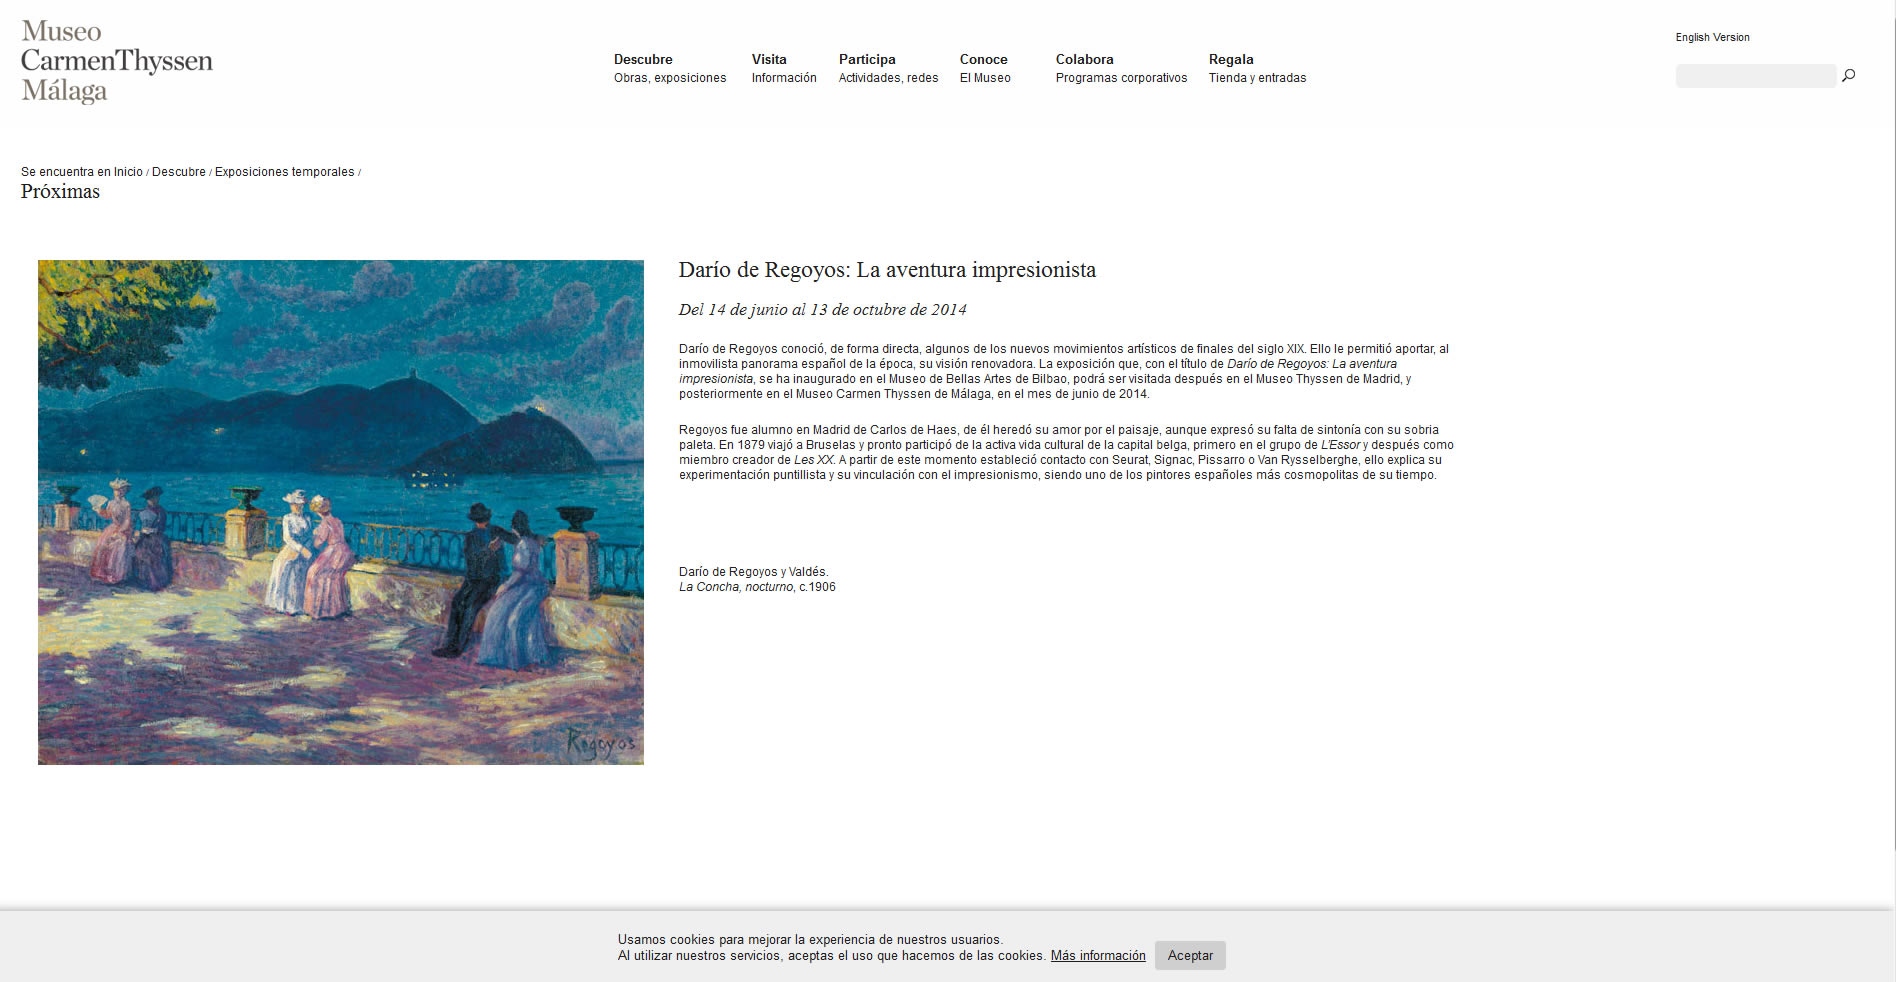 Museo
CarmenThyssen
Málaga
Descubre
Obras, exposiciones
Visita
Información
Participa
Actividades, redes
Conoce
El Museo
Colabora
Programas corporativos
Regala
Tienda y entradas
English Version
Se encuentra en Inicio / Descubre / Exposiciones temporales /
Próximas
Darío de Regoyos: La aventura impresionista
Del 14 de junio al 13 de octubre de 2014
Darío de Regoyos conoció, de forma directa, algunos de los nuevos movimientos artísticos de finales del siglo XIX. Ello le permitió aportar, al
inmovilista panorama español de la época, su visión renovadora. La exposición que, con el título de Darío de Regoyos: La aventura
impresionista, se ha inaugurado en el Museo de Bellas Artes de Bilbao, podrá ser visitada después en el Museo Thyssen de Madrid, y
posteriormente en el Museo Carmen Thyssen de Málaga, en el mes de junio de 2014.
Regoyos fue alumno en Madrid de Carlos de Haes, de él heredó su amor por el paisaje, aunque expresó su falta de sintonía con su sobria
paleta. En 1879 viajó a Bruselas y pronto participó de la activa vida cultural de la capital belga, primero en el grupo de L'Essor y después como
miembro creador de Les XX. A partir de este momento estableció contacto con Seurat, Signac, Pissarro o Van Rysselberghe, ello explica su
experimentación puntillista y su vinculación con el impresionismo, siendo uno de los pintores españoles más cosmopolitas de su tiempo.
Darío de Regoyos y Valdés.
La Concha, nocturno, c.1906
Regoyos
Usamos cookies para mejorar la experiencia de nuestros usuarios.
Al utilizar nuestros servicios, aceptas el uso que hacemos de las cookies. Más información
Aceptar